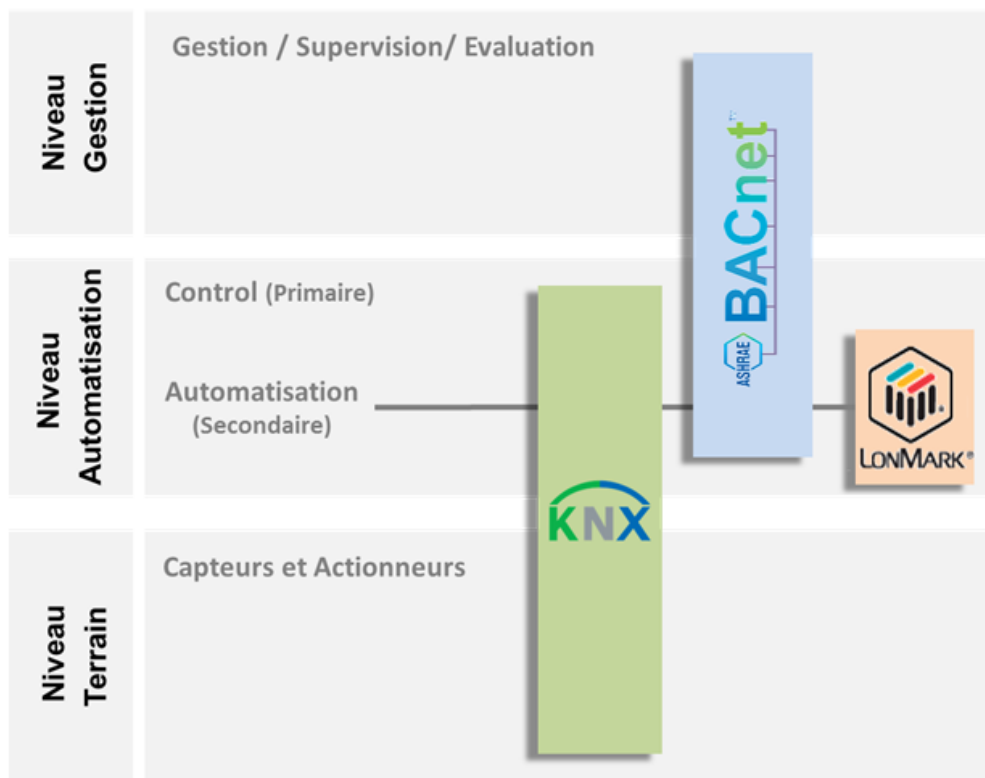 Niveau
Gestion
Gestion / Supervision/ Evaluation
ASHRAE BACnet™
Niveau
Automatisation
Control (Primaire)
Automatisation
(Secondaire)
LONMARK®
KNX
Niveau
Terrain
Capteurs et Actionneurs